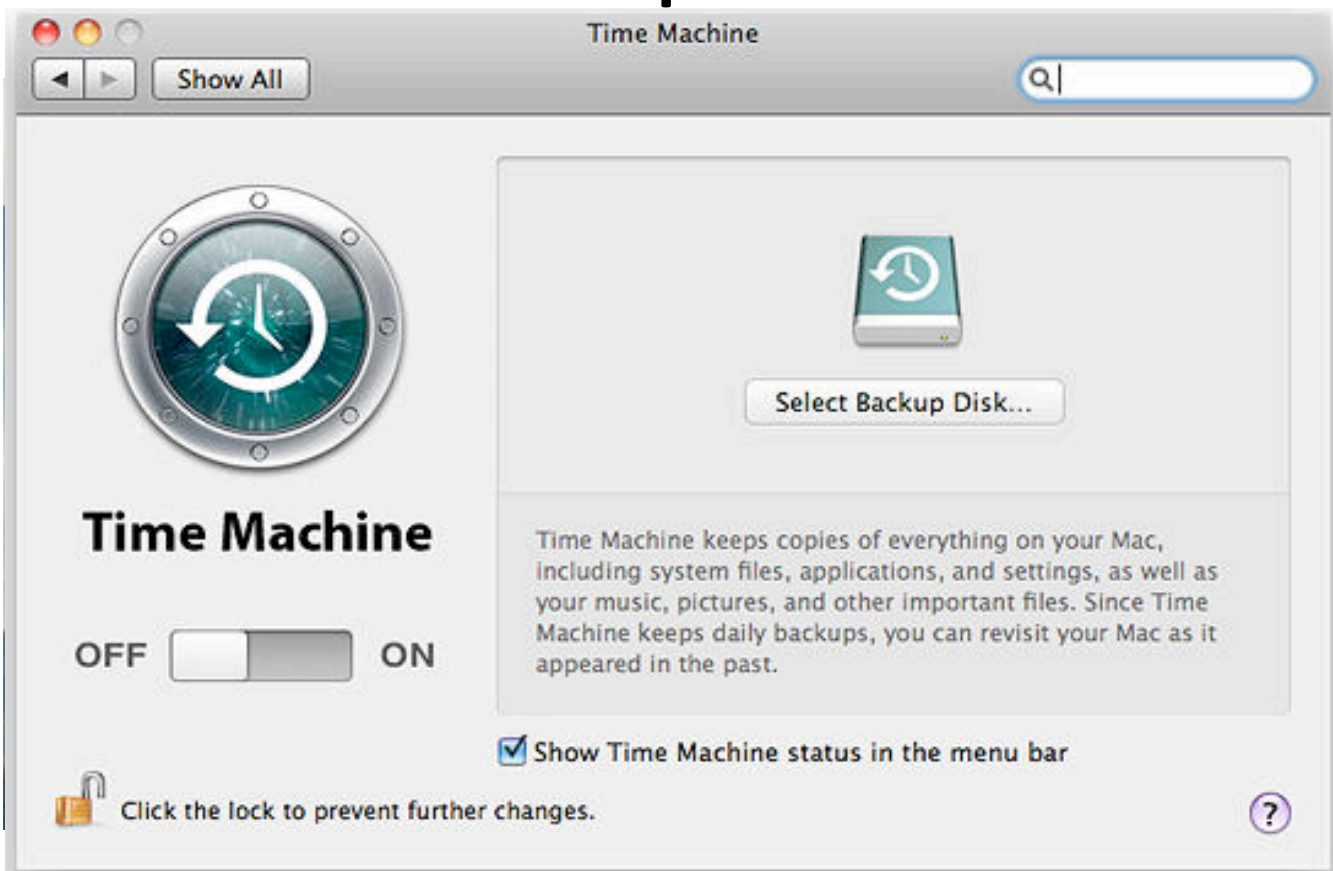 Time Machine
Show All
Select Backup Disk...
Time Machine
Time Machine keeps copies of everything on your Mac,
including system files, applications, and settings, as well as
your music, pictures, and other important files. Since Time
Machine keeps daily backups, you can revisit your Mac as it
appeared in the past.
OFF ON
Show Time Machine status in the menu bar
Click the lock to prevent further changes.
?